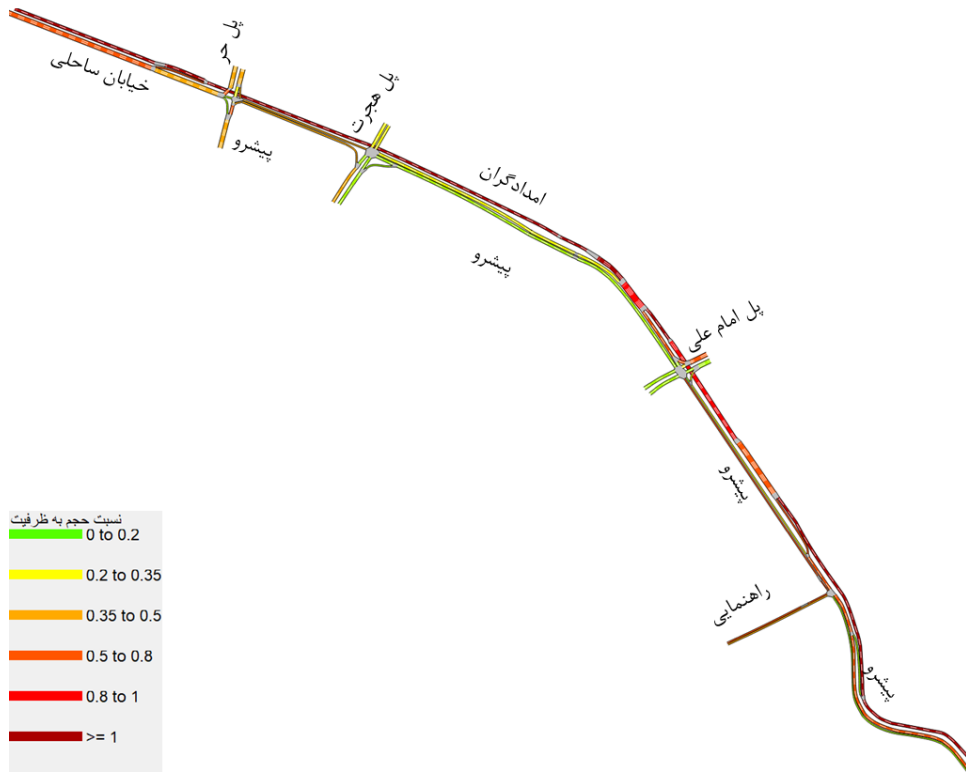 پل حر
خیابان ساحلی
پل هجرت
پیشرو
امدادگران
پیشرو
پل امام علی
پیشرو
راهنمایی
پیشرو
نسبت حجم به ظرفیت
0 to 0.2
0.2 to 0.35
0.35 to 0.5
0.5 to 0.8
0.8 to 1
>= 1